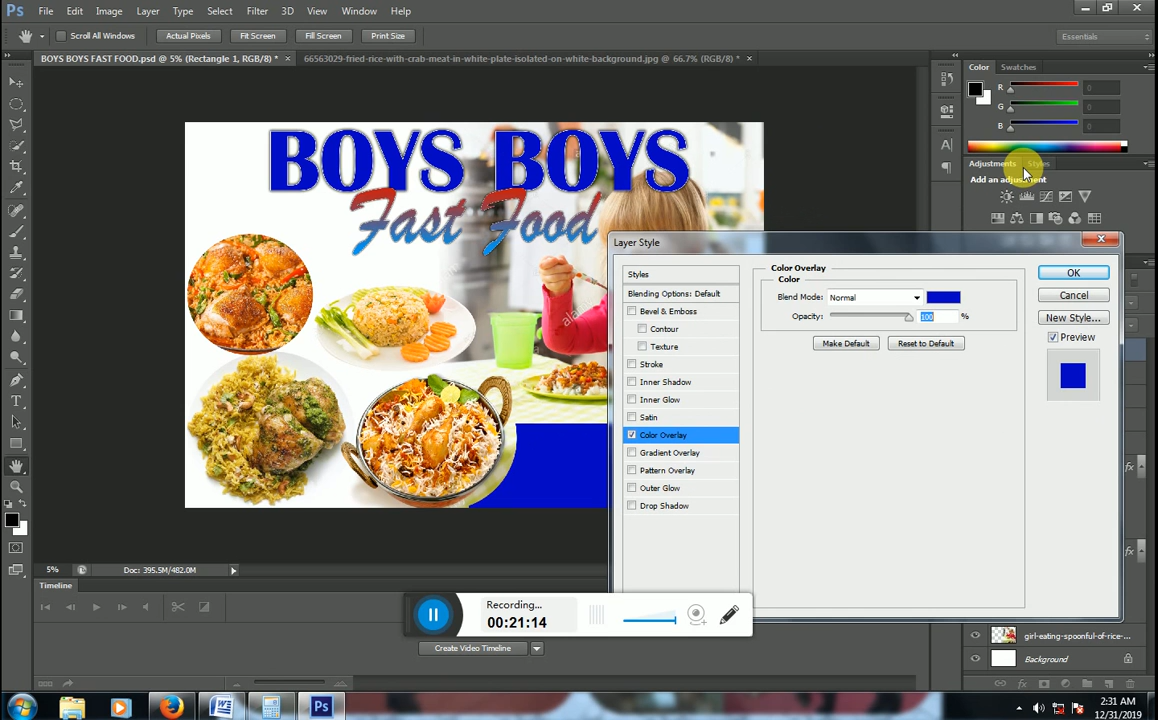 Ps File Edit Image Layer Type Select Filter 3D View Window Help
Scroll All Windows Actual Pixels Fit Screen Fill Screen Print Size Essentials
BOYS BOYS FAST FOOD.psd @ 5% (Rectangle 1, RGB/8) * × 66563029-fried-rice-with-crab-meat-in-white-plate-isolated-on-white-background.jpg @ 66.7% (RGB/8) * ×
Color Swatches
R 0
G 0
B 0
Adjustments Styles
Add an adjustment
BOYS BOYS
Fast Food
Layer Style
Styles
Blending Options: Default
Bevel & Emboss
Contour
Texture
Stroke
Inner Shadow
Inner Glow
Satin
Color Overlay
Gradient Overlay
Pattern Overlay
Outer Glow
Drop Shadow
Color Overlay
Color
Blend Mode: Normal
Opacity: 100 %
Make Default Reset to Default
OK
Cancel
New Style...
Preview
fx
fx
5% Doc: 395.5M/482.0M
Timeline
Recording...
00:21:14
Create Video Timeline
girl-eating-spoonful-of-rice-...
Background
fx
Ps
2:31 AM
12/31/2019